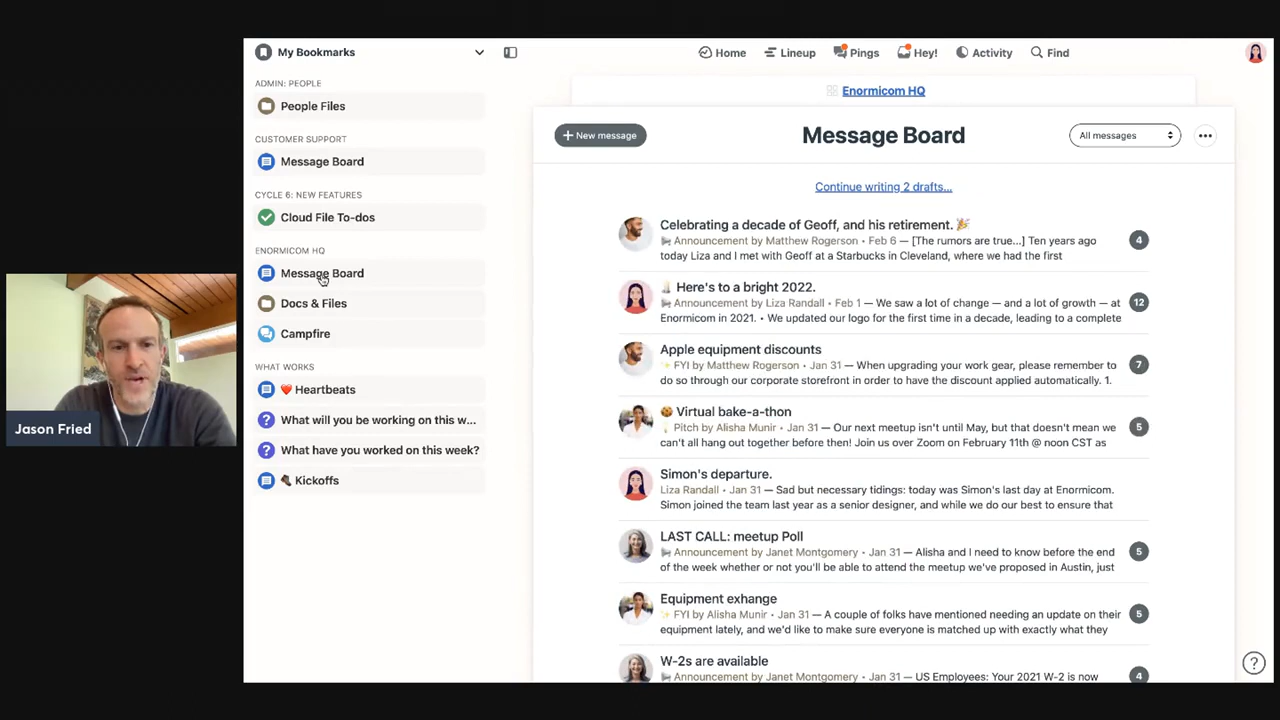 My Bookmarks
Home Lineup Pings Hey! Activity Find
ADMIN: PEOPLE
People Files
CUSTOMER SUPPORT
Message Board
CYCLE 6: NEW FEATURES
Cloud File To-dos
ENORMICOM HQ
Message Board
Docs & Files
Campfire
WHAT WORKS
❤️ Heartbeats
What will you be working on this w...
What have you worked on this week?
Kickoffs
Jason Fried
Enormicom HQ
+ New message
Message Board
All messages
Continue writing 2 drafts...
Celebrating a decade of Geoff, and his retirement. 🎉
Announcement by Matthew Rogerson • Feb 6 — [The rumors are true...] Ten years ago
today Liza and I met with Geoff at a Starbucks in Cleveland, where we had the first
4
Here's to a bright 2022.
Announcement by Liza Randall • Feb 1 — We saw a lot of change — and a lot of growth — at
Enormicom in 2021. • We updated our logo for the first time in a decade, leading to a complete
12
Apple equipment discounts
✨ FYI by Matthew Rogerson • Jan 31 — When upgrading your work gear, please remember to
do so through our corporate storefront in order to have the discount applied automatically. 1.
7
🍪 Virtual bake-a-thon
Pitch by Alisha Munir • Jan 31 — Our next meetup isn't until May, but that doesn't mean we
can't all hang out together before then! Join us over Zoom on February 11th @ noon CST as
5
Simon's departure.
Liza Randall • Jan 31 — Sad but necessary tidings: today was Simon's last day at Enorrnicom.
Simon joined the team last year as a senior designer, and while we do our best to ensure that
LAST CALL: meetup Poll
Announcement by Janet Montgomery • Jan 31 — Alisha and I need to know before the end
of the week whether or not you'll be able to attend the meetup we've proposed in Austin, just
5
Equipment exhange
✨ FYI by Alisha Munir • Jan 31 — A couple of folks have mentioned needing an update on their
equipment lately, and we'd like to make sure everyone is matched up with exactly what they
5
W-2s are available
Announcement by Janet Montgomery • Jan 31 — US Employees: Your 2021 W-2 is now
4
?